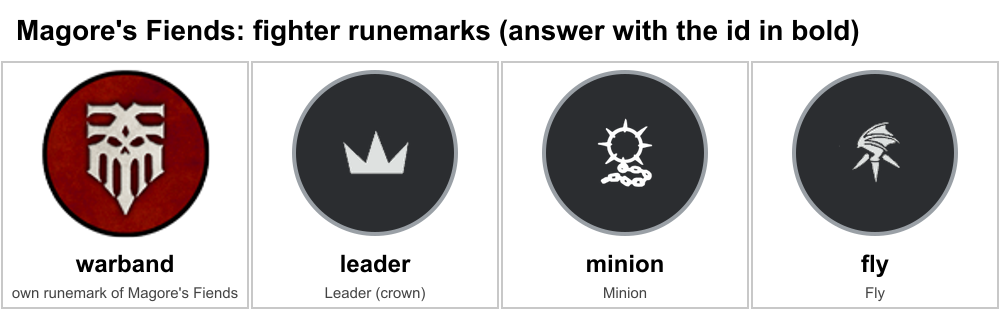 Magore's Fiends: fighter runemarks (answer with the id in bold)
warband
own runemark of Magore's Fiends
leader
Leader (crown)
minion
Minion
fly
Fly